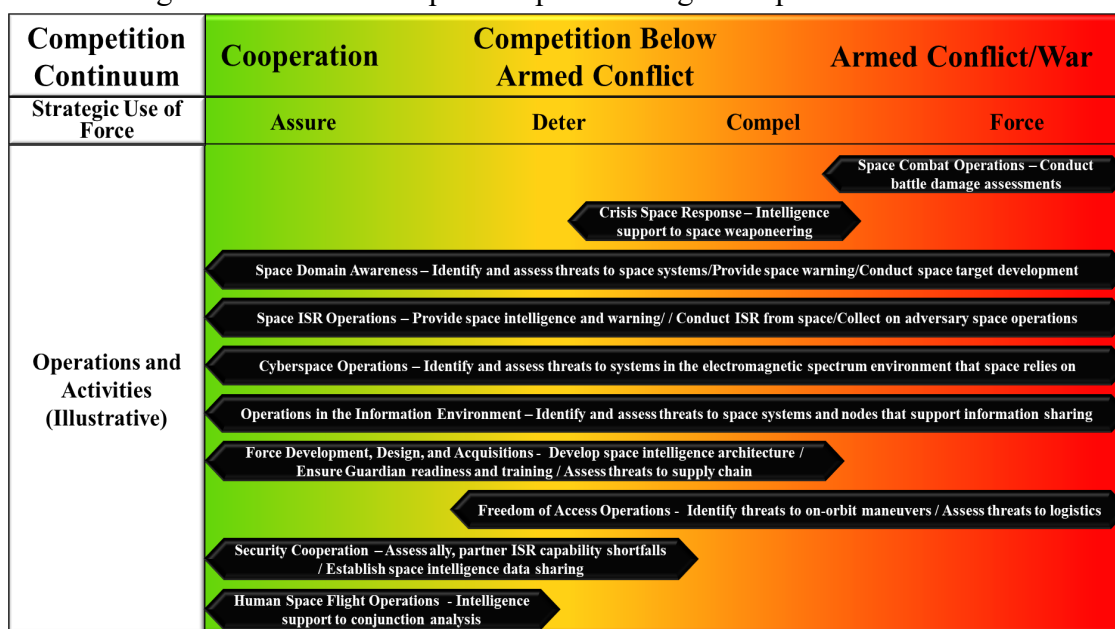 Competition
Continuum
Cooperation
Competition Below
Armed Conflict
Armed Conflict/War
Strategic Use of
Force
Assure
Deter
Compel
Force
Operations and
Activities
(Illustrative)
Space Combat Operations – Conduct
battle damage assessments
Crisis Space Response – Intelligence
support to space weaponeering
Space Domain Awareness – Identify and assess threats to space systems/Provide space warning/Conduct space target development
Space ISR Operations – Provide space intelligence and warning/ / Conduct ISR from space/Collect on adversary space operations
Cyberspace Operations – Identify and assess threats to systems in the electromagnetic spectrum environment that space relies on
Operations in the Information Environment – Identify and assess threats to space systems and nodes that support information sharing
Force Development, Design, and Acquisitions - Develop space intelligence architecture /
Ensure Guardian readiness and training / Assess threats to supply chain
Freedom of Access Operations - Identify threats to on-orbit maneuvers / Assess threats to logistics
Security Cooperation – Assess ally, partner ISR capability shortfalls
/ Establish space intelligence data sharing
Human Space Flight Operations - Intelligence
support to conjunction analysis